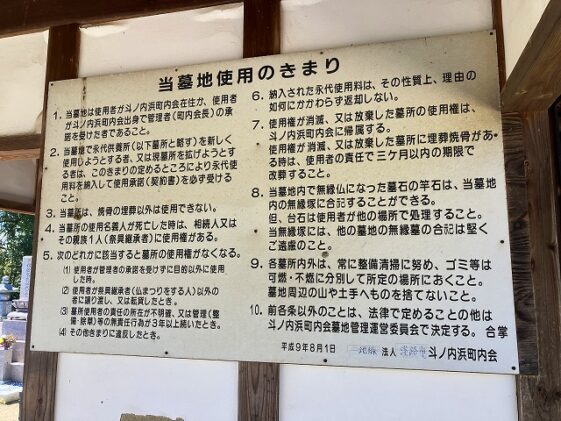 当墓地使用のきまり
1. 当墓地は使用者が斗ノ内浜町内会在住か、使用者
が斗ノ内浜町内会出身で管理者(町内会長)の承
諾を受けた者であること。
2. 当墓地で永代供養所(以下墓所と略す)を新しく
使用しようとする者、又は現墓所を拡げようとす
る者は、このきまりの定めるところにより永代使
用料を納入して使用承諾(契約書)を必ず受ける
こと。
3. 当墓所は、焼骨の埋葬以外は使用できない。
4. 当墓所の使用名義人が死亡した時は、相続人又は
その親族1人(祭具継承者)に使用権がある。
5. 次のどれかに該当すると墓所の使用権がなくなる。
(1) 使用者が管理者の承諾を受けずに目的以外に使用
した時。
(2) 使用者が祭具継承者(仏まつりをする人)以外の
者に譲り渡し、又は転貸したとき。
(3) 墓所使用者の責任の所在が不明確、又は管理(整
備・除草)等の無責任行為が3年以上続いたとき。
(4) その他きまりに違反したとき。
6. 納入された永代使用料は、その性質上、理由の
如何にかかわらず返却しない。
7. 使用権が消滅、又は放棄した墓所の使用権は、
斗ノ内浜町内会に帰属する。
使用権が消滅、又は放棄した墓所に埋葬焼骨があ
る時は、使用者の責任で三ケ月以内の期限で
改葬すること。
8. 当墓地内で無縁仏になった墓石の竿石は、当墓地
内の無縁塚に合記することができる。
但し、台石は使用者が他の場所で処理すること。
当無縁塚には、他の墓地の無縁墓の合記は堅く
ご遠慮のこと。
9. 各墓所内外は、常に整備清掃に努め、ゴミ等は
可燃・不燃に分別して所定の場所におくこと。
墓地周辺の山や土手へものを捨てないこと。
10. 前各条以外のことは、法律で定めることの他は
斗ノ内浜町内会墓地管理運営委員会で決定する。 合掌
平成9年8月1日 法人 斗ノ内浜町内会